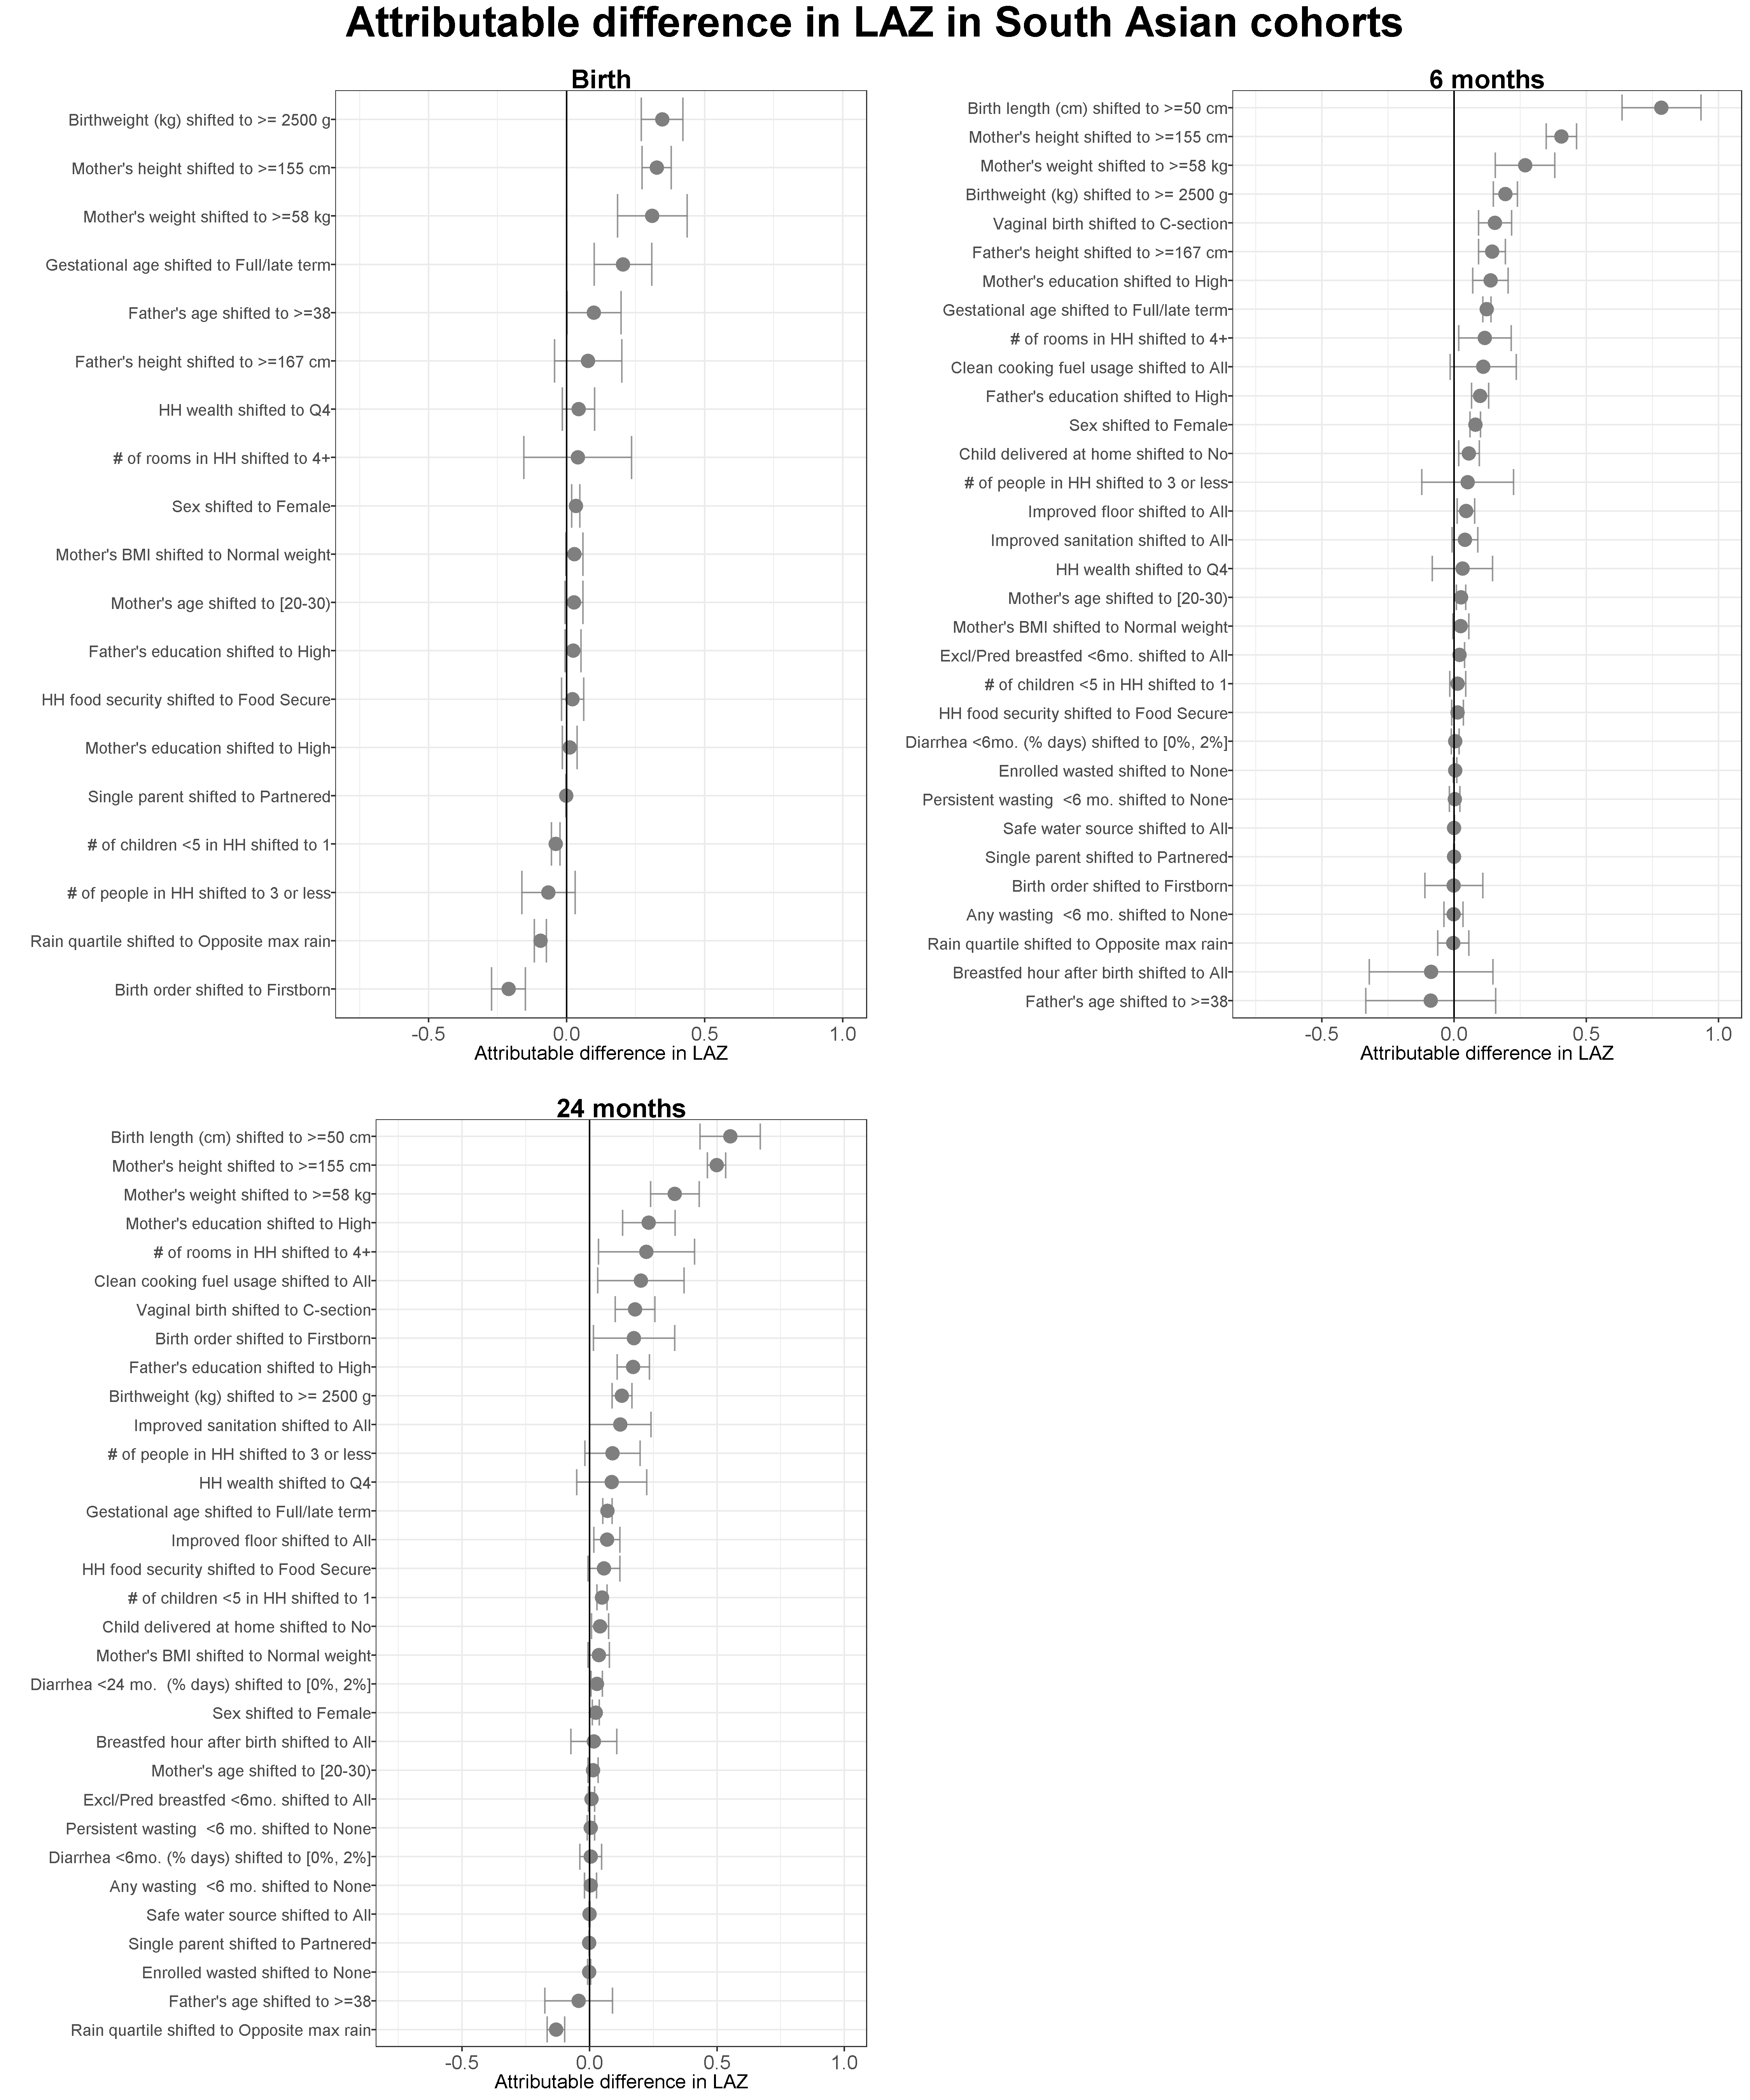 Attributable difference in LAZ in South Asian cohorts
Birth
Birthweight (kg) shifted to >= 2500 g
Mother's height shifted to >=155 cm
Mother's weight shifted to >=58 kg
Gestational age shifted to Full/late term
Father's age shifted to >=38
Father's height shifted to >=167 cm
HH wealth shifted to Q4
# of rooms in HH shifted to 4+
Sex shifted to Female
Mother's BMI shifted to Normal weight
Mother's age shifted to [20-30)
Father's education shifted to High
HH food security shifted to Food Secure
Mother's education shifted to High
Single parent shifted to Partnered
# of children <5 in HH shifted to 1
# of people in HH shifted to 3 or less
Rain quartile shifted to Opposite max rain
Birth order shifted to Firstborn
-0.5 0.0 0.5 1.0
Attributable difference in LAZ
6 months
Birth length (cm) shifted to >=50 cm
Mother's height shifted to >=155 cm
Mother's weight shifted to >=58 kg
Birthweight (kg) shifted to >= 2500 g
Vaginal birth shifted to C-section
Father's height shifted to >=167 cm
Mother's education shifted to High
Gestational age shifted to Full/late term
# of rooms in HH shifted to 4+
Clean cooking fuel usage shifted to All
Father's education shifted to High
Sex shifted to Female
Child delivered at home shifted to No
# of people in HH shifted to 3 or less
Improved floor shifted to All
Improved sanitation shifted to All
HH wealth shifted to Q4
Mother's age shifted to [20-30)
Mother's BMI shifted to Normal weight
Excl/Pred breastfed <6mo. shifted to All
# of children <5 in HH shifted to 1
HH food security shifted to Food Secure
Diarrhea <6mo. (% days) shifted to [0%, 2%]
Enrolled wasted shifted to None
Persistent wasting  <6 mo. shifted to None
Safe water source shifted to All
Single parent shifted to Partnered
Birth order shifted to Firstborn
Any wasting  <6 mo. shifted to None
Rain quartile shifted to Opposite max rain
Breastfed hour after birth shifted to All
Father's age shifted to >=38
-0.5 0.0 0.5 1.0
Attributable difference in LAZ
24 months
Birth length (cm) shifted to >=50 cm
Mother's height shifted to >=155 cm
Mother's weight shifted to >=58 kg
Mother's education shifted to High
# of rooms in HH shifted to 4+
Clean cooking fuel usage shifted to All
Vaginal birth shifted to C-section
Birth order shifted to Firstborn
Father's education shifted to High
Birthweight (kg) shifted to >= 2500 g
Improved sanitation shifted to All
# of people in HH shifted to 3 or less
HH wealth shifted to Q4
Gestational age shifted to Full/late term
Improved floor shifted to All
HH food security shifted to Food Secure
# of children <5 in HH shifted to 1
Child delivered at home shifted to No
Mother's BMI shifted to Normal weight
Diarrhea <24 mo.  (% days) shifted to [0%, 2%]
Sex shifted to Female
Breastfed hour after birth shifted to All
Mother's age shifted to [20-30)
Excl/Pred breastfed <6mo. shifted to All
Persistent wasting  <6 mo. shifted to None
Diarrhea <6mo. (% days) shifted to [0%, 2%]
Any wasting  <6 mo. shifted to None
Safe water source shifted to All
Single parent shifted to Partnered
Enrolled wasted shifted to None
Father's age shifted to >=38
Rain quartile shifted to Opposite max rain
-0.5 0.0 0.5 1.0
Attributable difference in LAZ